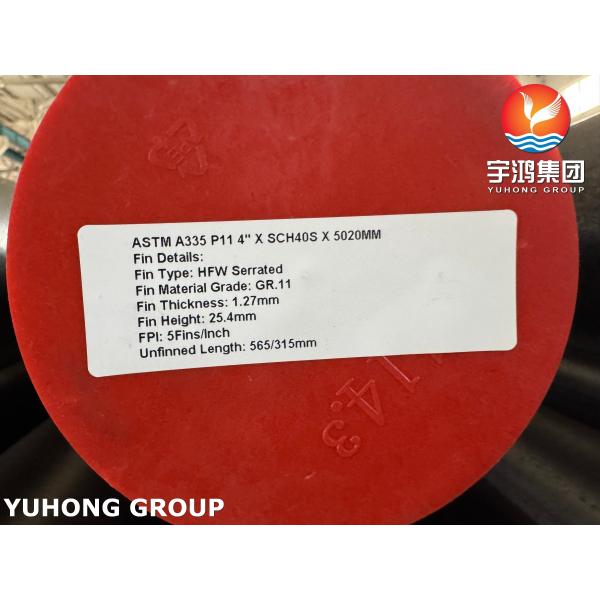 宇鸿集团
YUHONG GROUP
ASTM A335 P11 4" X SCH40S X 5020MM
Fin Details:
Fin Type: HFW Serrated
Fin Material Grade: GR.11
Fin Thickness: 1.27mm
Fin Height: 25.4mm
FPI: 5Fins/Inch
Unfinned Length: 565/315mm
114.3
YUHONG GROUP